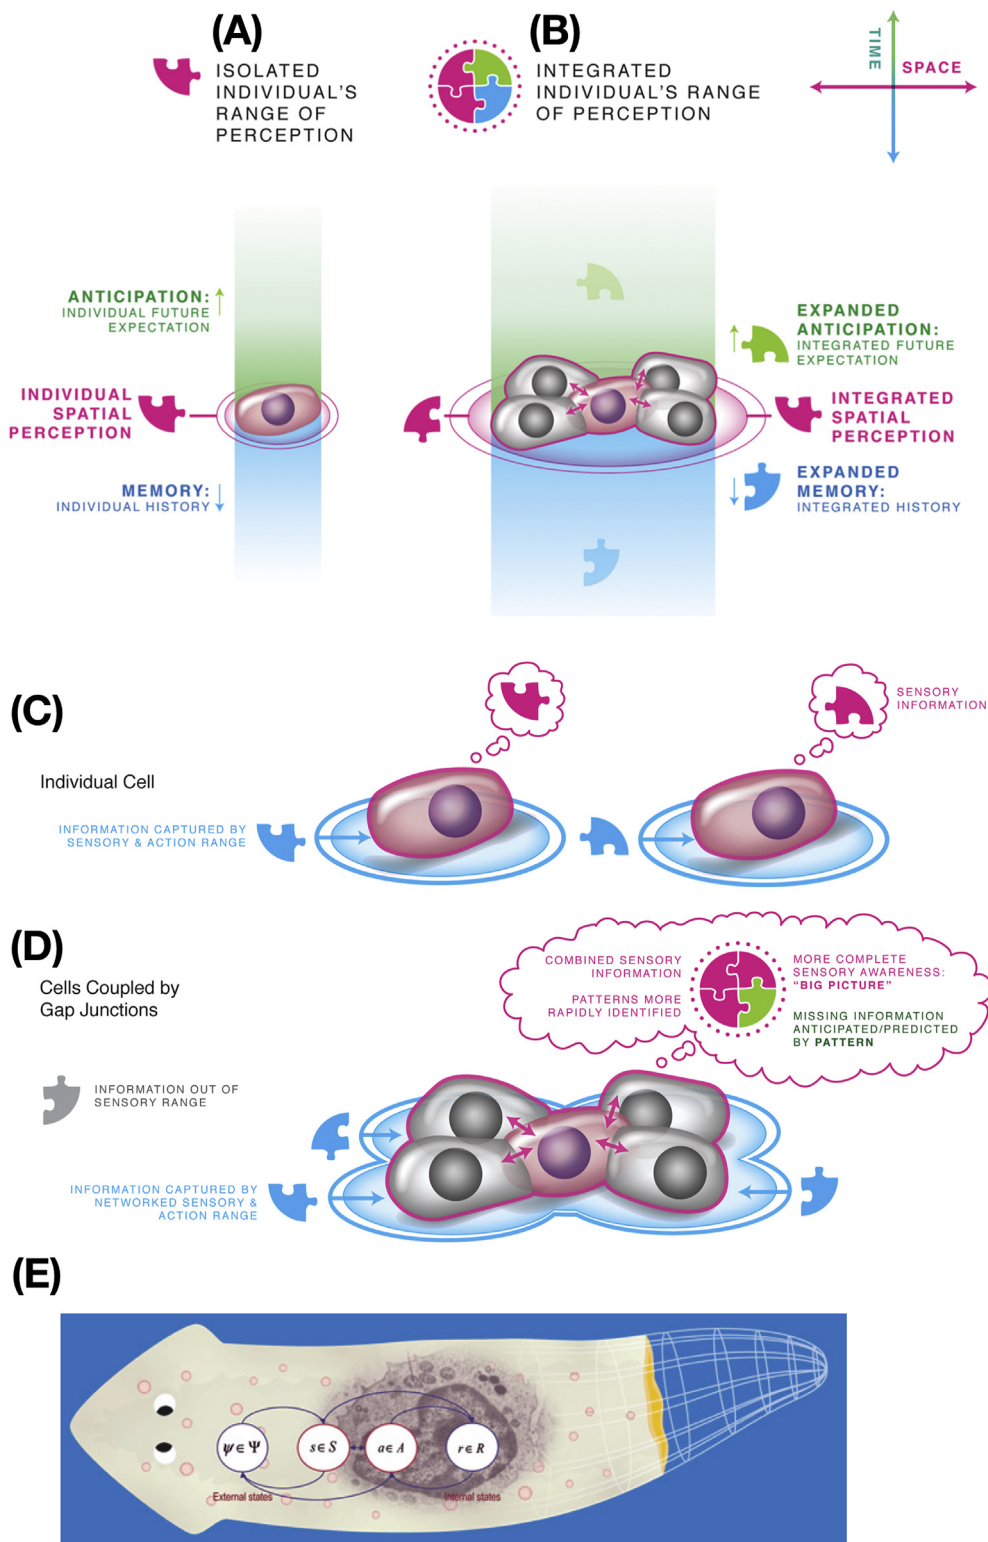 (A)
ISOLATED
INDIVIDUAL'S
RANGE OF
PERCEPTION
(B)
INTEGRATED
INDIVIDUAL'S RANGE
OF PERCEPTION
TIME
SPACE
ANTICIPATION:
INDIVIDUAL FUTURE
EXPECTATION
INDIVIDUAL
SPATIAL
PERCEPTION
MEMORY:
INDIVIDUAL HISTORY
EXPANDED
ANTICIPATION:
INTEGRATED FUTURE
EXPECTATION
INTEGRATED
SPATIAL
PERCEPTION
EXPANDED
MEMORY:
INTEGRATED HISTORY
(C)
SENSORY
INFORMATION
Individual Cell
INFORMATION CAPTURED BY
SENSORY & ACTION RANGE
(D)
Cells Coupled by
Gap Junctions
COMBINED SENSORY
INFORMATION
PATTERNS MORE
RAPIDLY IDENTIFIED
MORE COMPLETE
SENSORY AWARENESS:
"BIG PICTURE"
MISSING INFORMATION
ANTICIPATED/PREDICTED
BY PATTERN
INFORMATION OUT OF
SENSORY RANGE
INFORMATION CAPTURED BY
NETWORKED SENSORY &
ACTION RANGE
(E)
ψ ∈ Ψ
s ∈ S
a ∈ A
r ∈ R
External states
Internal states